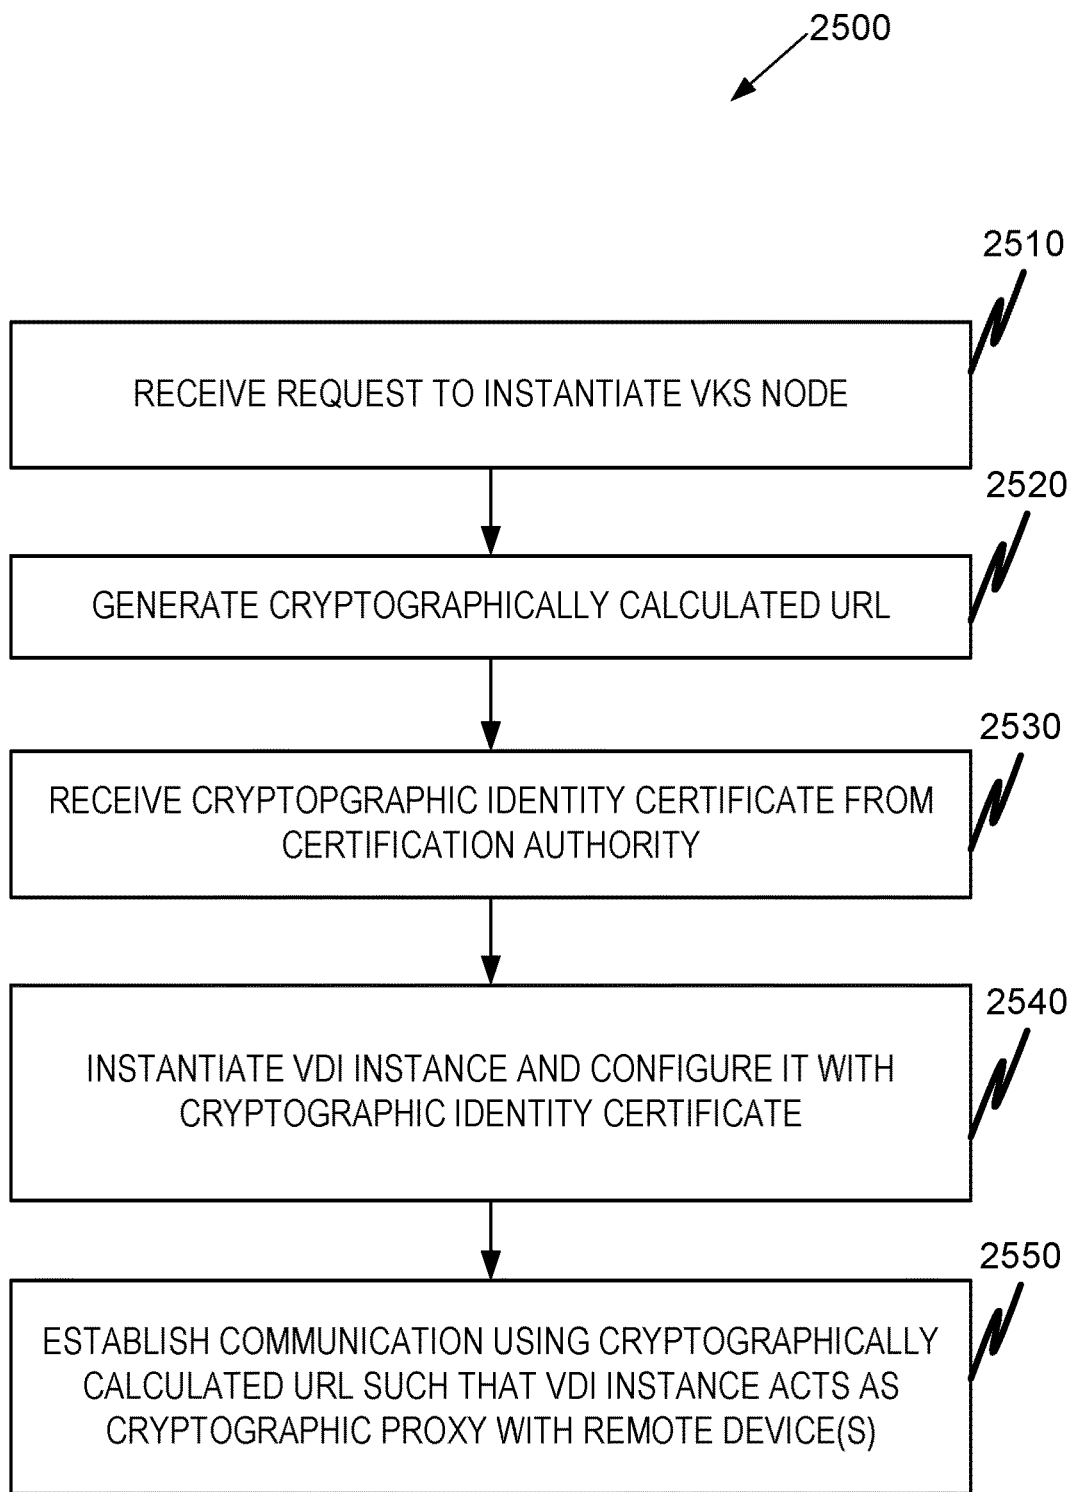 2500
2510
RECEIVE REQUEST TO INSTANTIATE VKS NODE
2520
GENERATE CRYPTOGRAPHICALLY CALCULATED URL
2530
RECEIVE CRYPTOPGRAPHIC IDENTITY CERTIFICATE FROM
CERTIFICATION AUTHORITY
2540
INSTANTIATE VDI INSTANCE AND CONFIGURE IT WITH
CRYPTOGRAPHIC IDENTITY CERTIFICATE
2550
ESTABLISH COMMUNICATION USING CRYPTOGRAPHICALLY
CALCULATED URL SUCH THAT VDI INSTANCE ACTS AS
CRYPTOGRAPHIC PROXY WITH REMOTE DEVICE(S)